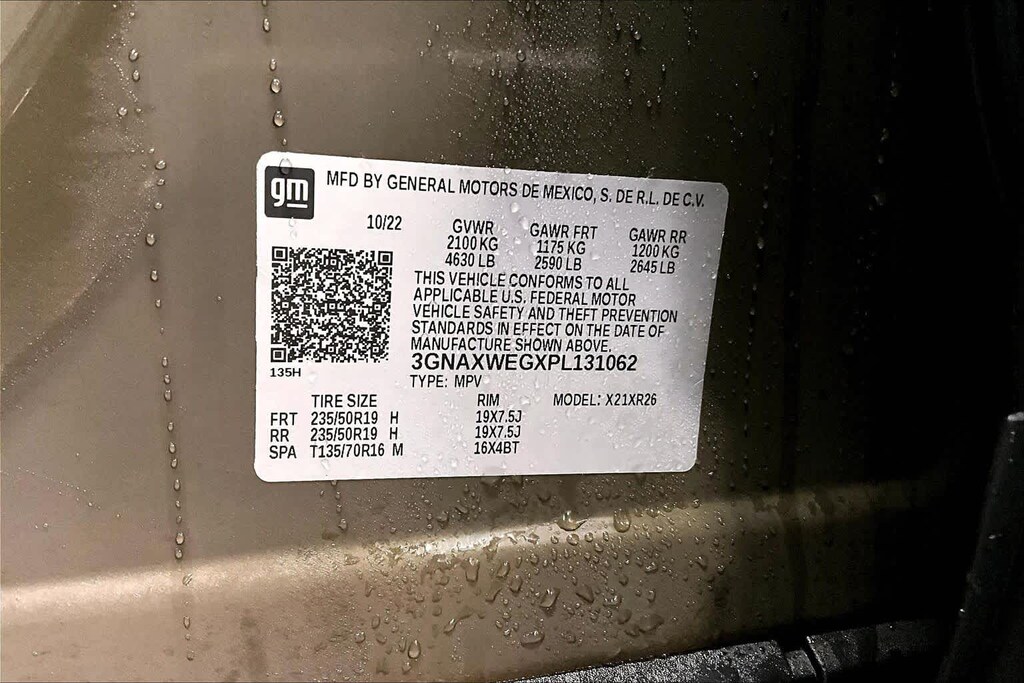 gm
MFD BY GENERAL MOTORS DE MEXICO, S. DE R.L. DE C.V.
10/22 GVWR GAWR FRT GAWR RR
2100 KG 1175 KG 1200 KG
4630 LB 2590 LB 2645 LB
THIS VEHICLE CONFORMS TO ALL
APPLICABLE U.S. FEDERAL MOTOR
VEHICLE SAFETY AND THEFT PREVENTION
STANDARDS IN EFFECT ON THE DATE OF
MANUFACTURE SHOWN ABOVE.
3GNAXWEGXPL131062
135H
TYPE: MPV
TIRE SIZE RIM MODEL: X21XR26
FRT 235/50R19 H 19X7.5J
RR 235/50R19 H 19X7.5J
SPA T135/70R16 M 16X4BT